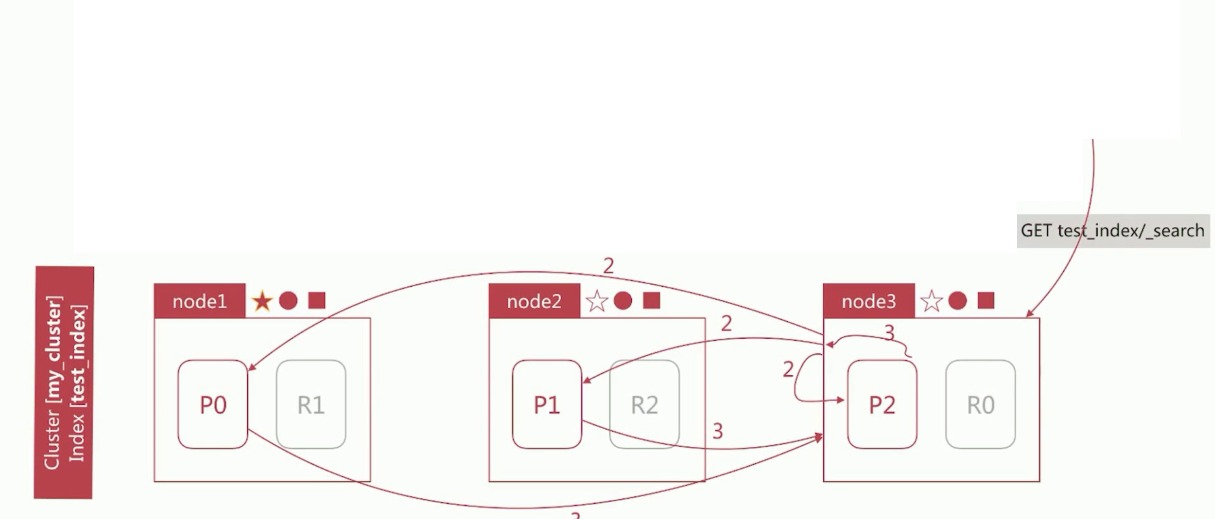 GET test_index/_search
2
node1
node2
node3
2
3
2
Cluster [my_cluster]
Index [test_index]
P0
R1
P1
R2
P2
R0
3